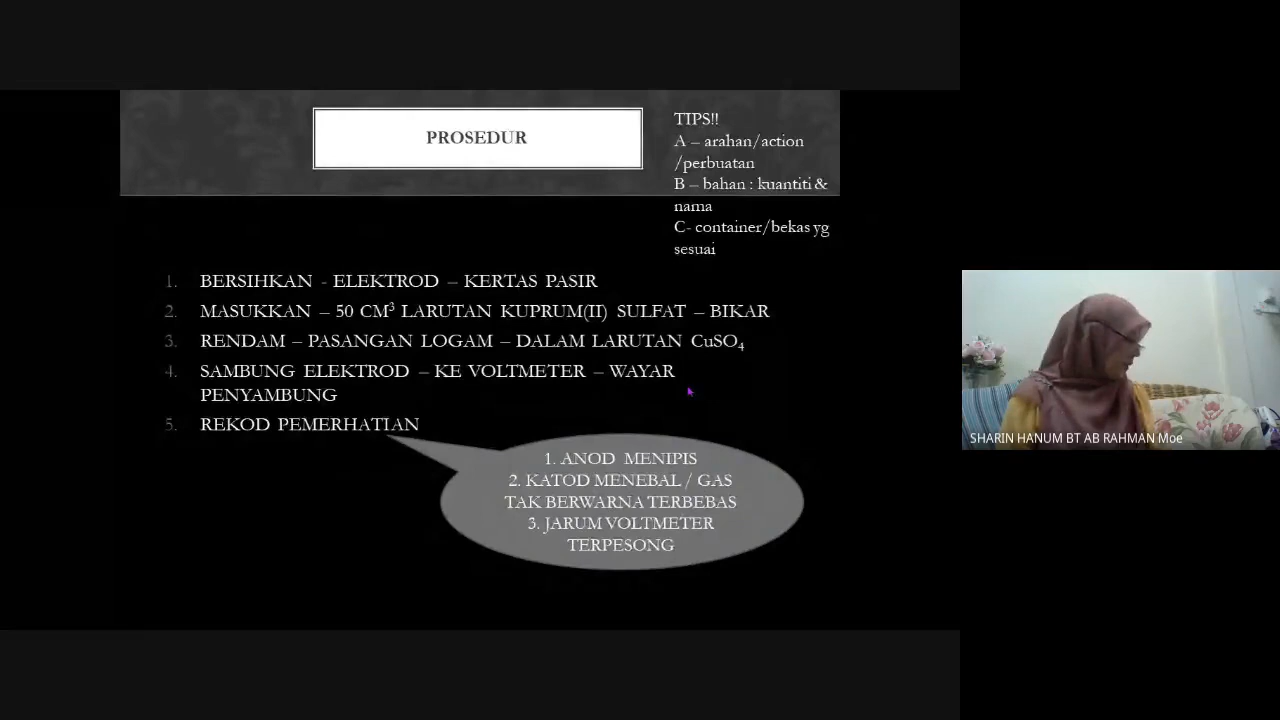 PROSEDUR
TIPS!!
A – arahan/action
/perbuatan
B – bahan : kuantiti &
nama
C- container/bekas yg
sesuai
1. BERSIHKAN - ELEKTROD – KERTAS PASIR
2. MASUKKAN – 50 CM³ LARUTAN KUPRUM(II) SULFAT – BIKAR
3. RENDAM – PASANGAN LOGAM – DALAM LARUTAN CuSO₄
4. SAMBUNG ELEKTROD – KE VOLTMETER – WAYAR
PENYAMBUNG
5. REKOD PEMERHATIAN
1. ANOD MENIPIS
2. KATOD MENEBAL / GAS
TAK BERWARNA TERBEBAS
3. JARUM VOLTMETER
TERPESONG
SHARIN HANUM BT AB RAHMAN Moe